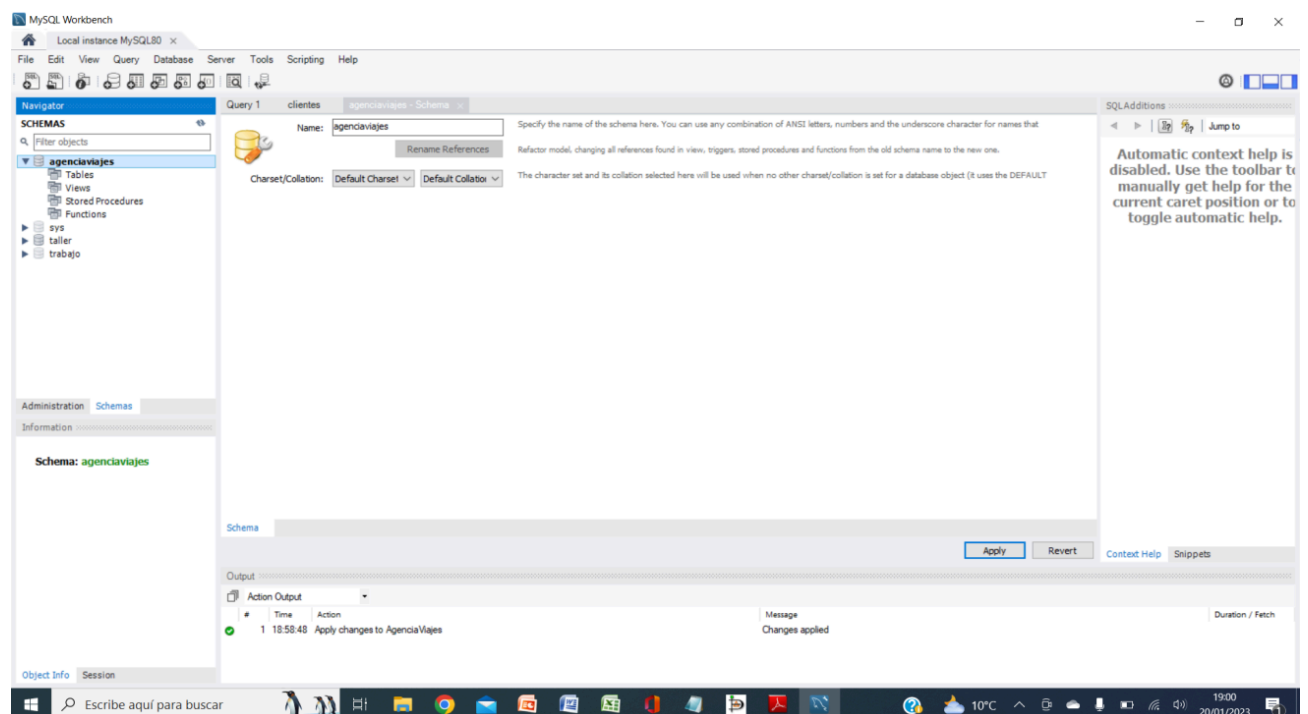 MySQL Workbench
Local instance MySQL80
File Edit View Query Database Server Tools Scripting Help
Navigator
SCHEMAS
Filter objects
agenciaviajes
Tables
Views
Stored Procedures
Functions
sys
taller
trabajo
Administration Schemas
Information
Schema: agenciaviajes
Object Info Session
Query 1 clientes agenciaviajes - Schema
Name: agenciaviajes
Specify the name of the schema here. You can use any combination of ANSI letters, numbers and the underscore character for names that
Rename References
Refactor model, changing all references found in view, triggers, stored procedures and functions from the old schema name to the new one.
Charset/Collation: Default Charset Default Collation
The character set and its collation selected here will be used when no other charset/collation is set for a database object (it uses the DEFAULT
Schema
Apply Revert
SQLAdditions
Jump to
Automatic context help is
disabled. Use the toolbar to
manually get help for the
current caret position or to
toggle automatic help.
Context Help Snippets
Output
Action Output
# Time Action Message Duration / Fetch
1 18:58:48 Apply changes to AgenciaViajes Changes applied
Escribe aquí para buscar
10°C
19:00
20/01/2023